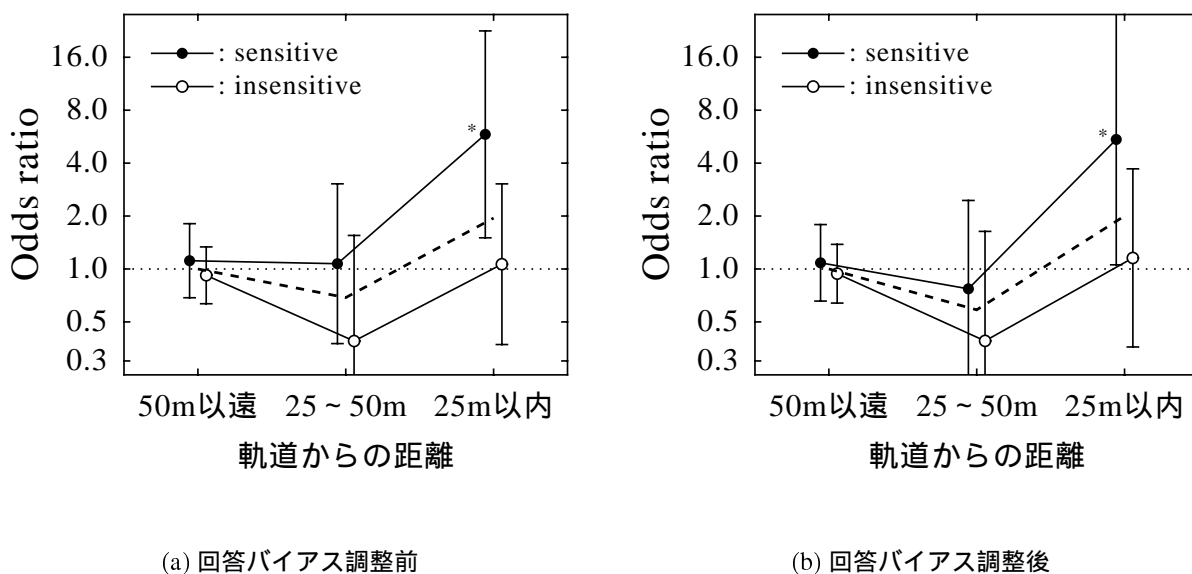 Odds ratio
16.0
8.0
4.0
2.0
1.0
0.5
0.3
: sensitive
: insensitive
*
50m以遠
25~50m
25m以内
軌道からの距離
(a) 回答バイアス調整前
Odds ratio
16.0
8.0
4.0
2.0
1.0
0.5
0.3
: sensitive
: insensitive
*
50m以遠
25~50m
25m以内
軌道からの距離
(b) 回答バイアス調整後